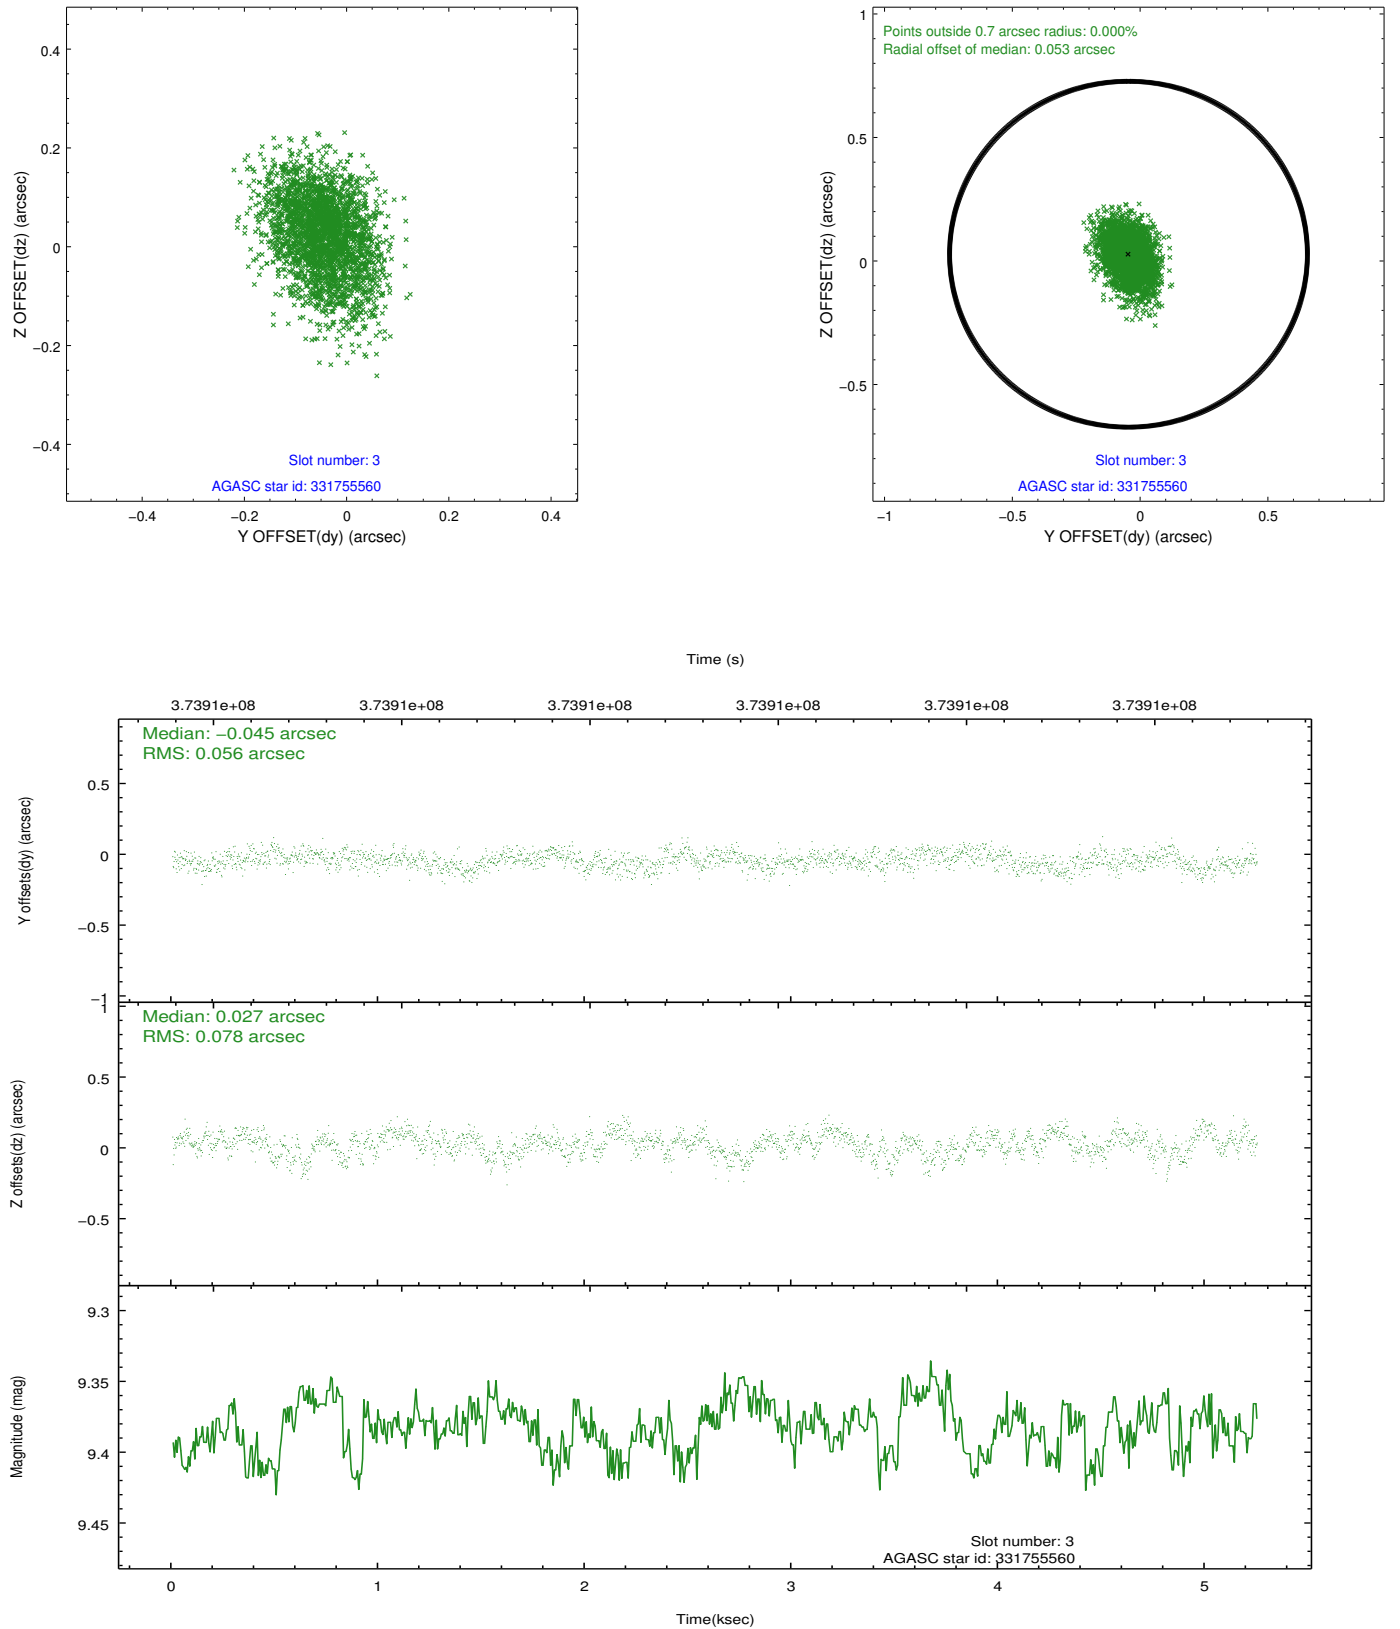 0.4
0.2
0
−0.2
−0.4
Z OFFSET(dz) (arcsec)
Slot number: 3
AGASC star id: 331755560
−0.4
−0.2
0
0.2
0.4
Y OFFSET(dy) (arcsec)
1
0.5
0
−0.5
Z OFFSET(dz) (arcsec)
Points outside 0.7 arcsec radius: 0.000%
Radial offset of median: 0.053 arcsec
Slot number: 3
AGASC star id: 331755560
−1
−0.5
0
0.5
Y OFFSET(dy) (arcsec)
Time (s)
3.7391e+08
3.7391e+08
3.7391e+08
3.7391e+08
3.7391e+08
3.7391e+08
Median: −0.045 arcsec
RMS: 0.056 arcsec
0.5
0
−0.5
−1
Y offsets(dy) (arcsec)
Median: 0.027 arcsec
RMS: 0.078 arcsec
1
0.5
0
−0.5
Z offsets(dz) (arcsec)
9.3
9.35
9.4
9.45
Magnitude (mag)
Slot number: 3
AGASC star id: 331755560
0
1
2
3
4
5
Time(ksec)